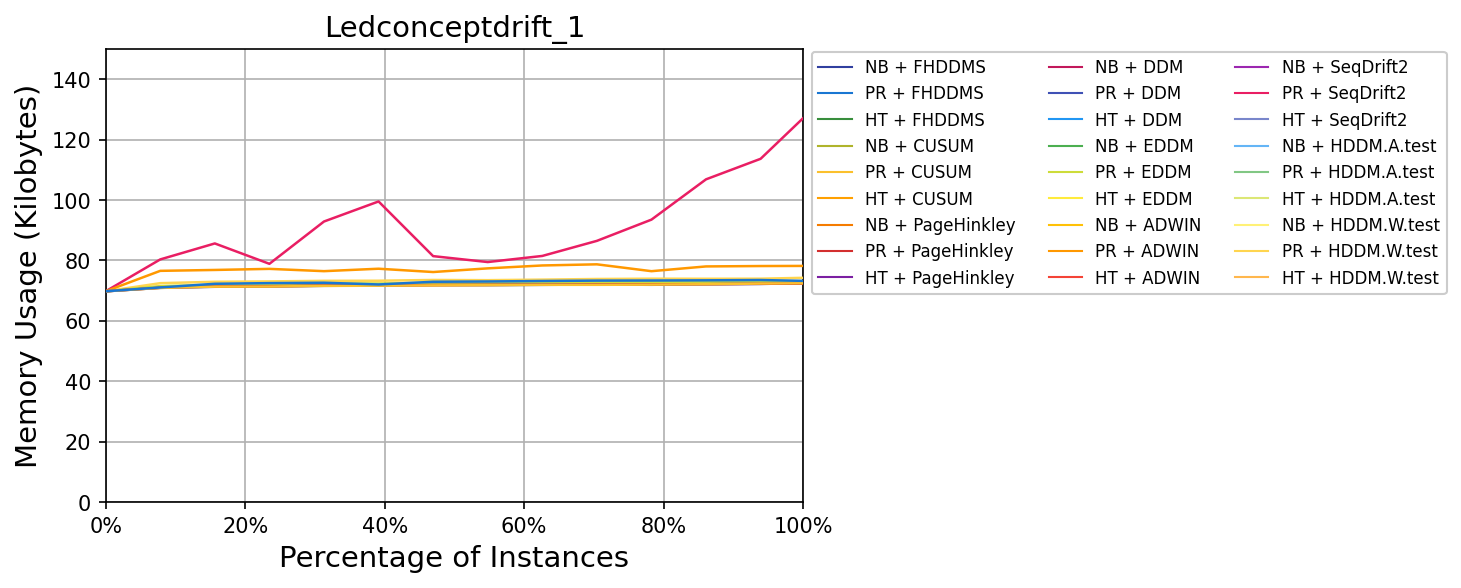 Ledconceptdrift_1
Memory Usage (Kilobytes)
140
120
100
80
60
40
20
0
0% 20% 40% 60% 80% 100%
Percentage of Instances
NB + FHDDMS
PR + FHDDMS
HT + FHDDMS
NB + CUSUM
PR + CUSUM
HT + CUSUM
NB + PageHinkley
PR + PageHinkley
HT + PageHinkley
NB + DDM
PR + DDM
HT + DDM
NB + EDDM
PR + EDDM
HT + EDDM
NB + ADWIN
PR + ADWIN
HT + ADWIN
NB + SeqDrift2
PR + SeqDrift2
HT + SeqDrift2
NB + HDDM.A.test
PR + HDDM.A.test
HT + HDDM.A.test
NB + HDDM.W.test
PR + HDDM.W.test
HT + HDDM.W.test